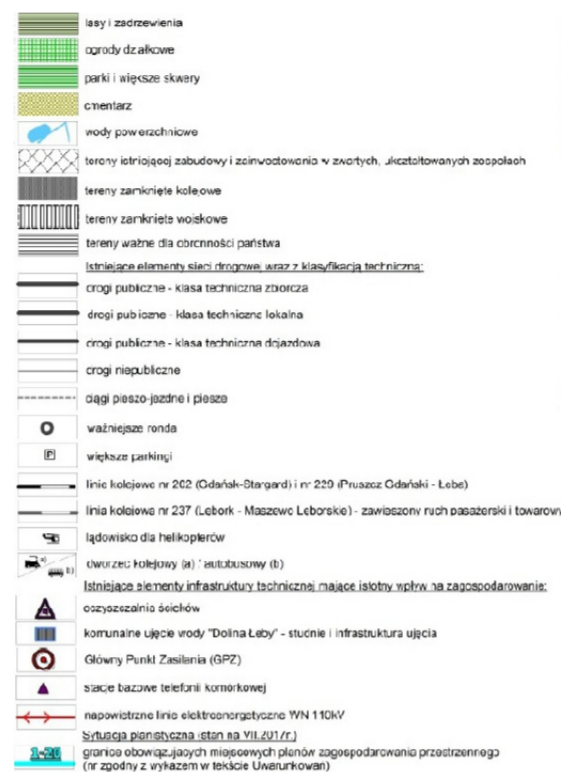 lasy i zadrzewienia
ogrody działkowe
parki i większe skwery
cmentarz
wody powierzchniowe
tereny istniejącej zabudowy i zainwestowania w zwartych, ukształtowanych zespołach
tereny zamknięte kolejowe
tereny zamknięte wojskowe
tereny ważne dla obronności państwa
Istniejące elementy sieci drogowej wraz z klasyfikacją techniczną:
drogi publiczne - klasa techniczna zbiorcza
drogi publiczne - klasa techniczna lokalna
drogi publiczne - klasa techniczna dojazdowa
drogi niepubliczne
ciągi pieszo-jezdne i piesze
ważniejsze ronda
P większe parkingi
linie kolejowe nr 202 (Gdańsk-Stargard) i nr 229 (Pruszcz Gdański - Łeba)
linia kolejowa nr 237 (Lębork - Maszewo Lęborskie) - zawieszony ruch pasażerski i towarowy
lądowisko dla helikopterów
a) b) dworzec kolejowy (a) / autobusowy (b)
Istniejące elementy infrastruktury technicznej mające istotny wpływ na zagospodarowanie:
oczyszczalnia ścieków
komunalne ujęcie wody "Dolina Łeby" - studnie i infrastruktura ujęcia
Główny Punkt Zasilania (GPZ)
stacje bazowe telefonii komórkowej
napowietrzne linie elektroenergetyczne WN 110kV
Sytuacja planistyczna (stan na VII.2017r.)
1-26 granice obowiązujących miejscowych planów zagospodarowania przestrzennego
(nr zgodny z wykazem w tekście Uwarunkowań)